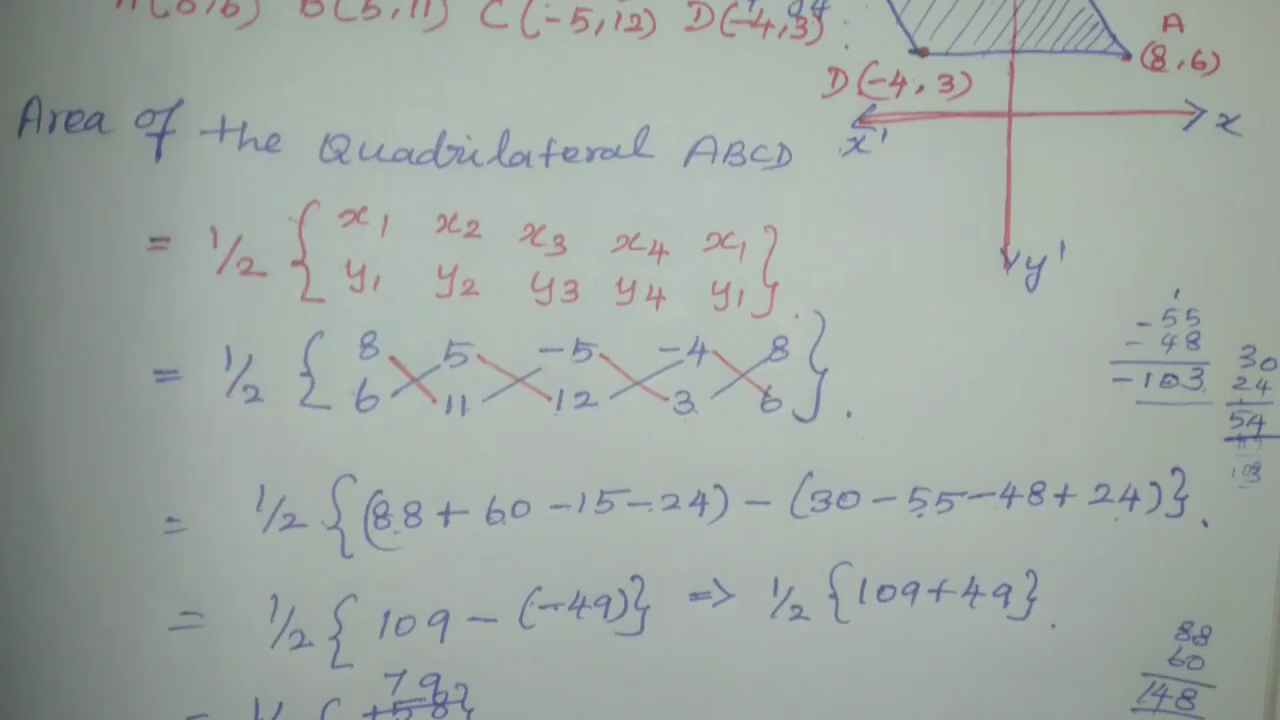 B(5,11) C(-5,12) D(-4,3)
A
(8,6)
D(-4,3)
x' x
y'
Area of the Quadrilateral ABCD
= 1/2 { x1 x2 x3 x4 x1
y1 y2 y3 y4 y1 }.
= 1/2 { 8 5 -5 -4 8
6 11 12 3 6 }.
-55
-48
-103
30
24
54
103
= 1/2 {(88+60-15-24) - (30-55-48+24)}.
= 1/2 { 109 - (-49)} => 1/2 {109+49}.
88
60
148
79